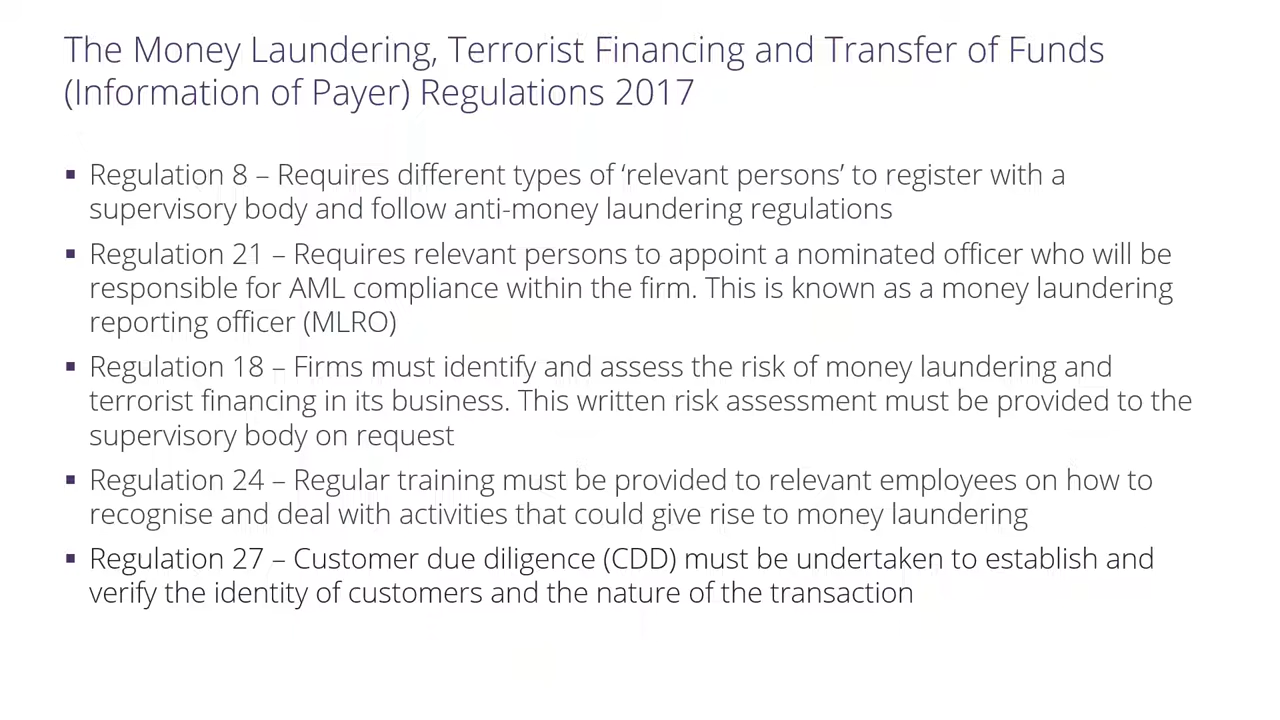 The Money Laundering, Terrorist Financing and Transfer of Funds
(Information of Payer) Regulations 2017
▪ Regulation 8 – Requires different types of ‘relevant persons’ to register with a
supervisory body and follow anti-money laundering regulations
▪ Regulation 21 – Requires relevant persons to appoint a nominated officer who will be
responsible for AML compliance within the firm. This is known as a money laundering
reporting officer (MLRO)
▪ Regulation 18 – Firms must identify and assess the risk of money laundering and
terrorist financing in its business. This written risk assessment must be provided to the
supervisory body on request
▪ Regulation 24 – Regular training must be provided to relevant employees on how to
recognise and deal with activities that could give rise to money laundering
▪ Regulation 27 – Customer due diligence (CDD) must be undertaken to establish and
verify the identity of customers and the nature of the transaction